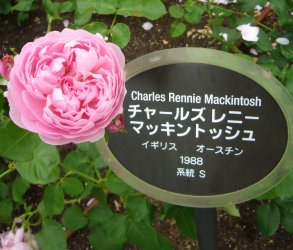 Charles Rennie Mackintosh
チャールズ レニー
マッキントッシュ
イギリス　オースチン
1988
系統 S